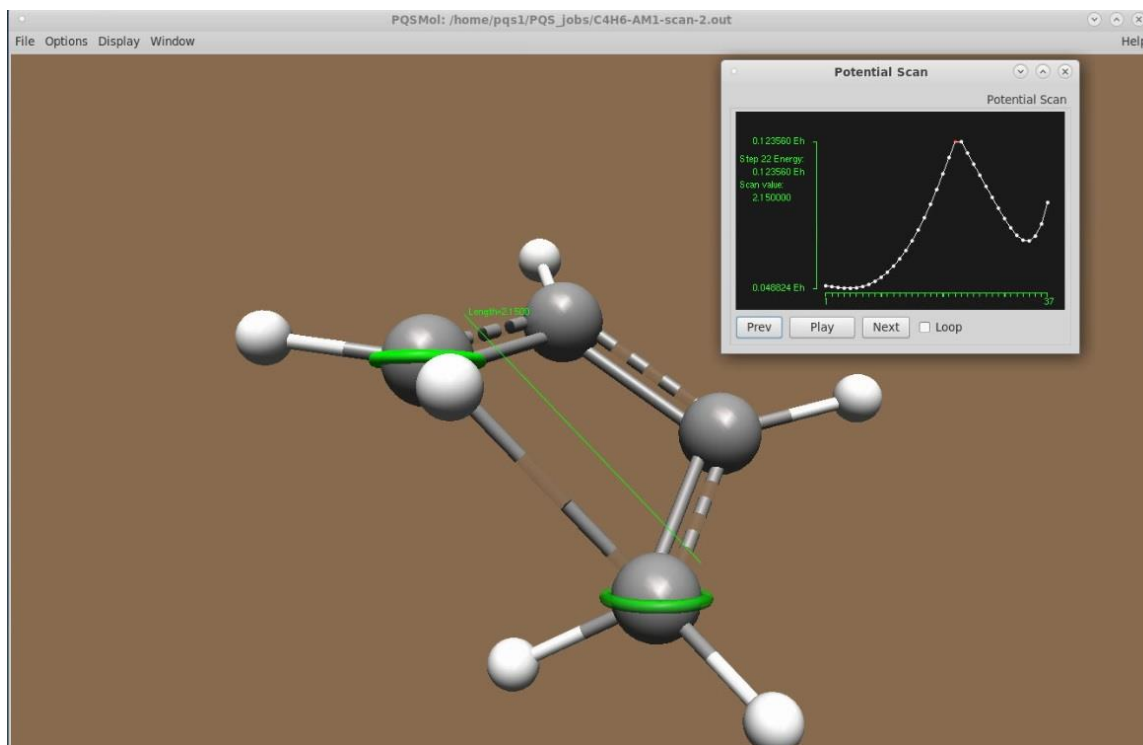 PQSMol: /home/pqs1/PQS_jobs/C4H6-AM1-scan-2.out
File Options Display Window Help
Potential Scan
Potential Scan
0.123560 Eh
Step 22 Energy:
0.123560 Eh
Scan value:
2.150000
0.048824 Eh
1 37
Prev Play Next Loop
Length=2.1500